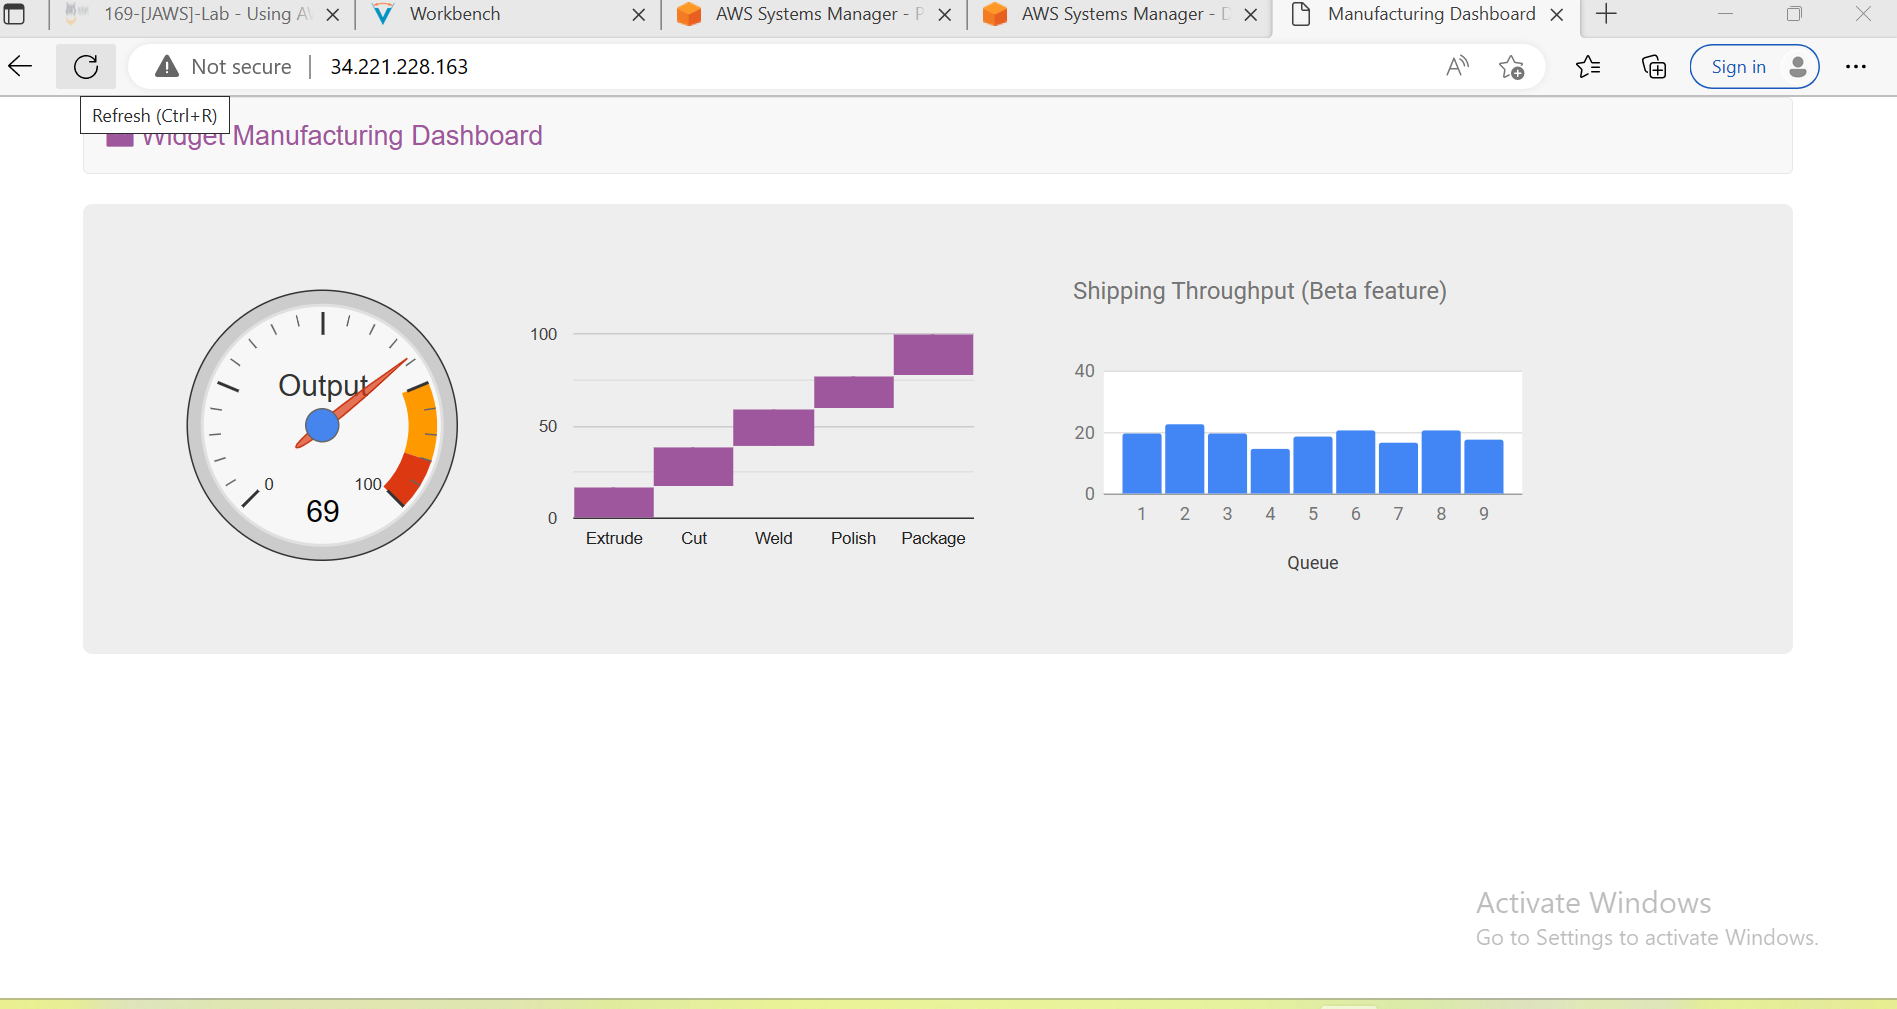 169-[JAWS]-Lab - Using
Workbench
AWS Systems Manager -
AWS Systems Manager -
Manufacturing Dashboard
Not secure
34.221.228.163
Sign in
Refresh (Ctrl+R)
Widget Manufacturing Dashboard
Output
0
100
69
100
50
0
Extrude Cut Weld Polish Package
Shipping Throughput (Beta feature)
40
20
0
1 2 3 4 5 6 7 8 9
Queue
Activate Windows
Go to Settings to activate Windows.